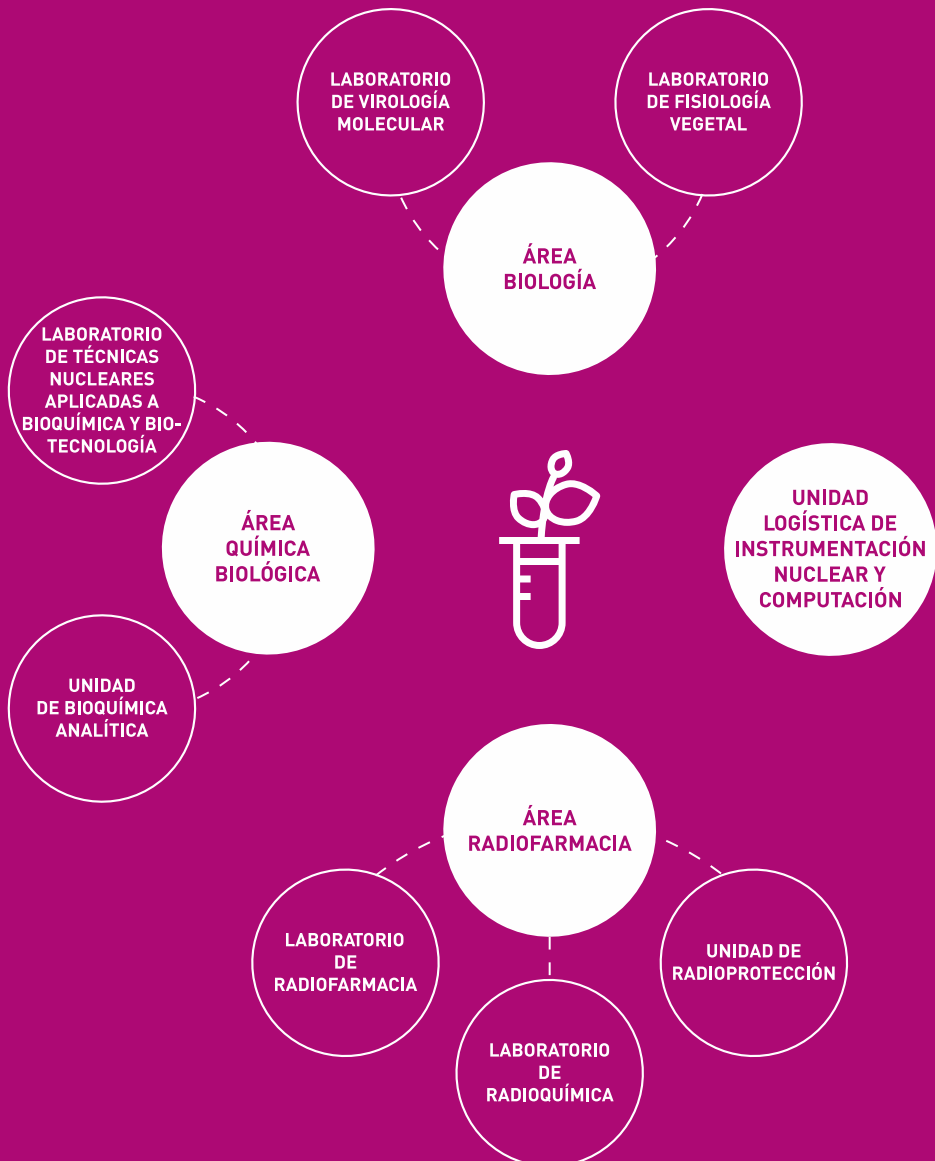 LABORATORIO
DE VIROLOGÍA
MOLECULAR
LABORATORIO
DE FISIOLOGÍA
VEGETAL
ÁREA
BIOLOGÍA
LABORATORIO
DE TÉCNICAS
NUCLEARES
APLICADAS A
BIOQUÍMICA Y BIO-
TECNOLOGÍA
ÁREA
QUÍMICA
BIOLÓGICA
UNIDAD
LOGÍSTICA DE
INSTRUMENTACIÓN
NUCLEAR Y
COMPUTACIÓN
UNIDAD
DE BIOQUÍMICA
ANALÍTICA
ÁREA
RADIOFARMACIA
LABORATORIO
DE
RADIOFARMACIA
UNIDAD DE
RADIOPROTECCIÓN
LABORATORIO
DE
RADIOQUÍMICA